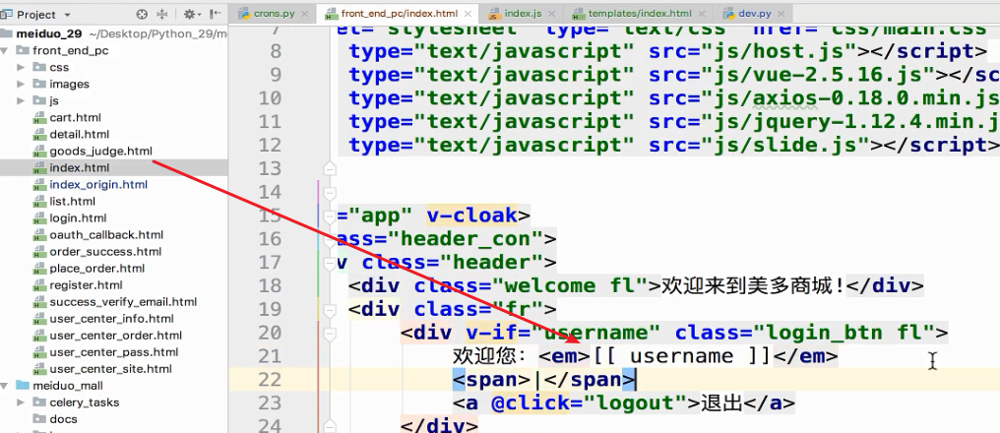 Project
crons.py
front_end_pc/index.html
index.js
templates/index.html
dev.py
meiduo_29 ~/Desktop/Python_29/m
front_end_pc
css
images
js
cart.html
detail.html
goods_judge.html
index.html
index_origin.html
list.html
login.html
oauth_callback.html
order_success.html
place_order.html
register.html
success_verify_email.html
user_center_info.html
user_center_order.html
user_center_pass.html
user_center_site.html
meiduo_mall
celery_tasks
docs
7 el="stylesheet" type="text/css" href="css/main.css
8 type="text/javascript" src="js/host.js"></script>
9 type="text/javascript" src="js/vue-2.5.16.js"></sc
10 type="text/javascript" src="js/axios-0.18.0.min.js
11 type="text/javascript" src="js/jquery-1.12.4.min.j
12 type="text/javascript" src="js/slide.js"></script>
13
14
15 ="app" v-cloak>
16 ass="header_con">
17 v class="header">
18 <div class="welcome fl">欢迎来到美多商城!</div>
19 <div class="fr">
20 <div v-if="username" class="login_btn fl">
21 欢迎您：<em>[[ username ]]</em>
22 <span>|</span>
23 <a @click="logout">退出</a>
24 </div>